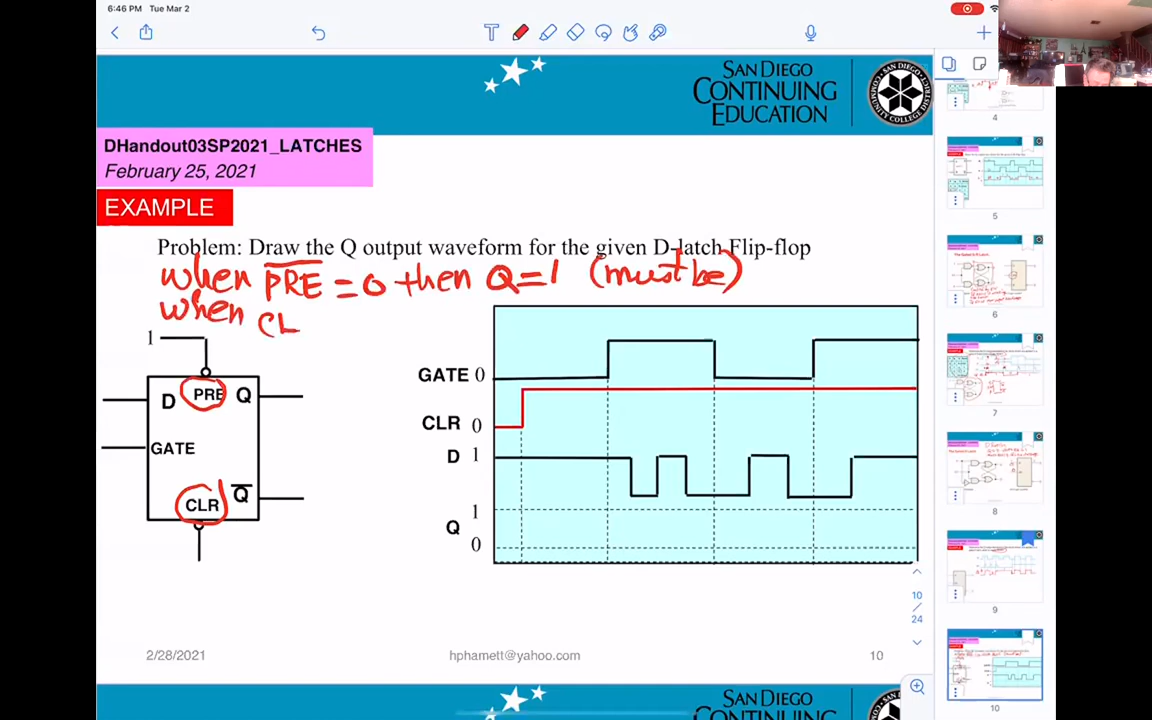 6:46 PM Tue Mar 2
SAN DIEGO
CONTINUING
EDUCATION
DHandout03SP2021_LATCHES
February 25, 2021
EXAMPLE
Problem: Draw the Q output waveform for the given D-latch Flip-flop
when PRE = 0 then Q=1 (must be)
when CL
1
D PRE Q
GATE
CLR Q
GATE 0
CLR 0
D 1
1
Q
0
2/28/2021
hphamett@yahoo.com
10
10
/
24
4
5
6
7
8
9
10
SAN DIEGO
CONTINUING